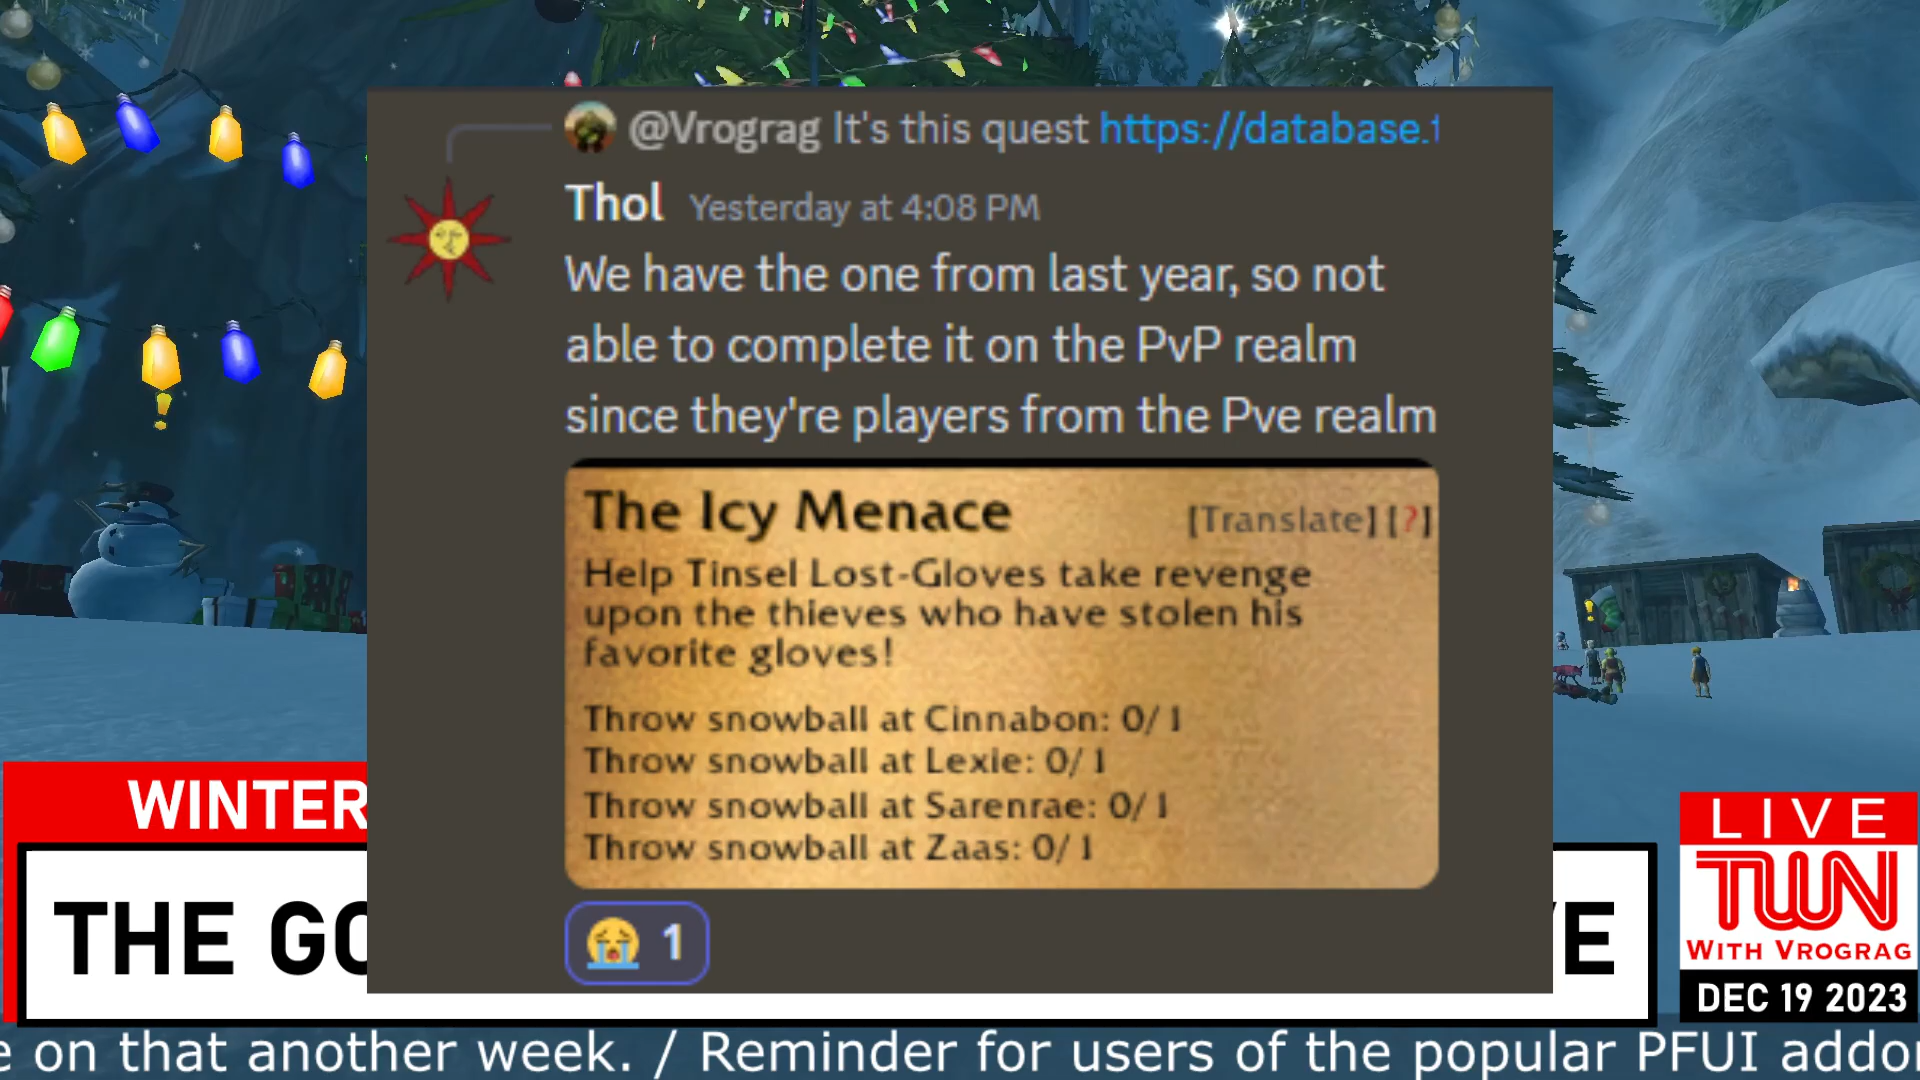 @Vrograg It's this quest https://database.
Thol Yesterday at 4:08 PM
We have the one from last year, so not
able to complete it on the PvP realm
since they're players from the Pve realm
The Icy Menace [Translate] [?]
Help Tinsel Lost-Gloves take revenge
upon the thieves who have stolen his
favorite gloves!
Throw snowball at Cinnabon: 0/1
Throw snowball at Lexie: 0/1
Throw snowball at Sarenrae: 0/1
Throw snowball at Zaas: 0/1
1
WINTER
THE GO
E
LIVE
TWN
WITH VROGRAG
DEC 19 2023
e on that another week. / Reminder for users of the popular PFUI addo